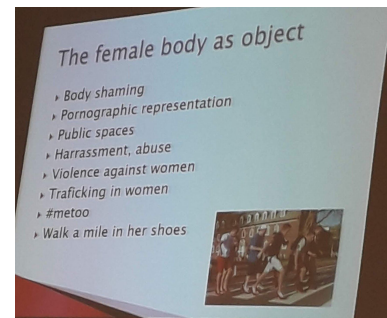 The female body as object
▸ Body shaming
▸ Pornographic representation
▸ Public spaces
▸ Harrassment, abuse
▸ Violence against women
▸ Traficking in women
▸ #metoo
▸ Walk a mile in her shoes